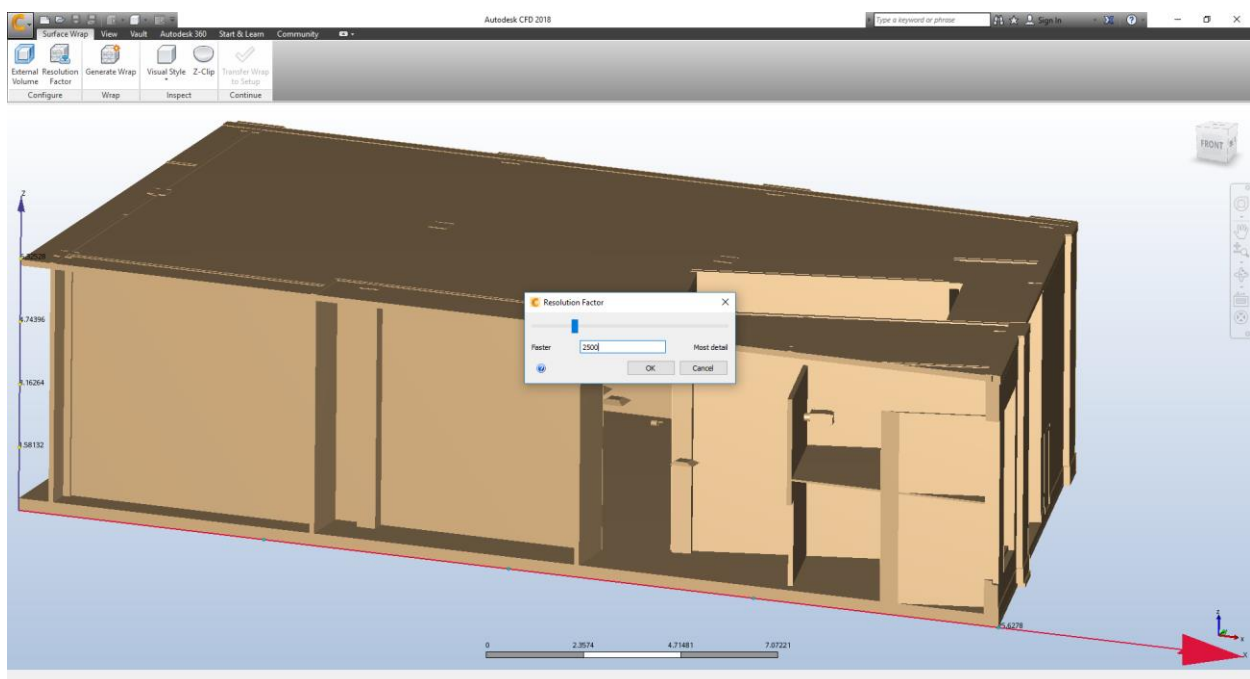 Autodesk CFD 2018
Type a keyword or phrase
Sign In
Surface Wrap View Vault Autodesk 360 Start & Learn Community
External Volume
Resolution Factor
Generate Wrap
Visual Style
Z-Clip
Transfer Wrap to Setup
Configure Wrap Inspect Continue
FRONT
Z
Resolution Factor
Faster 2500 Most detail
OK Cancel
4.74396
3.16264
1.58132
0 2.3574 4.71481 7.07221
z
x
X